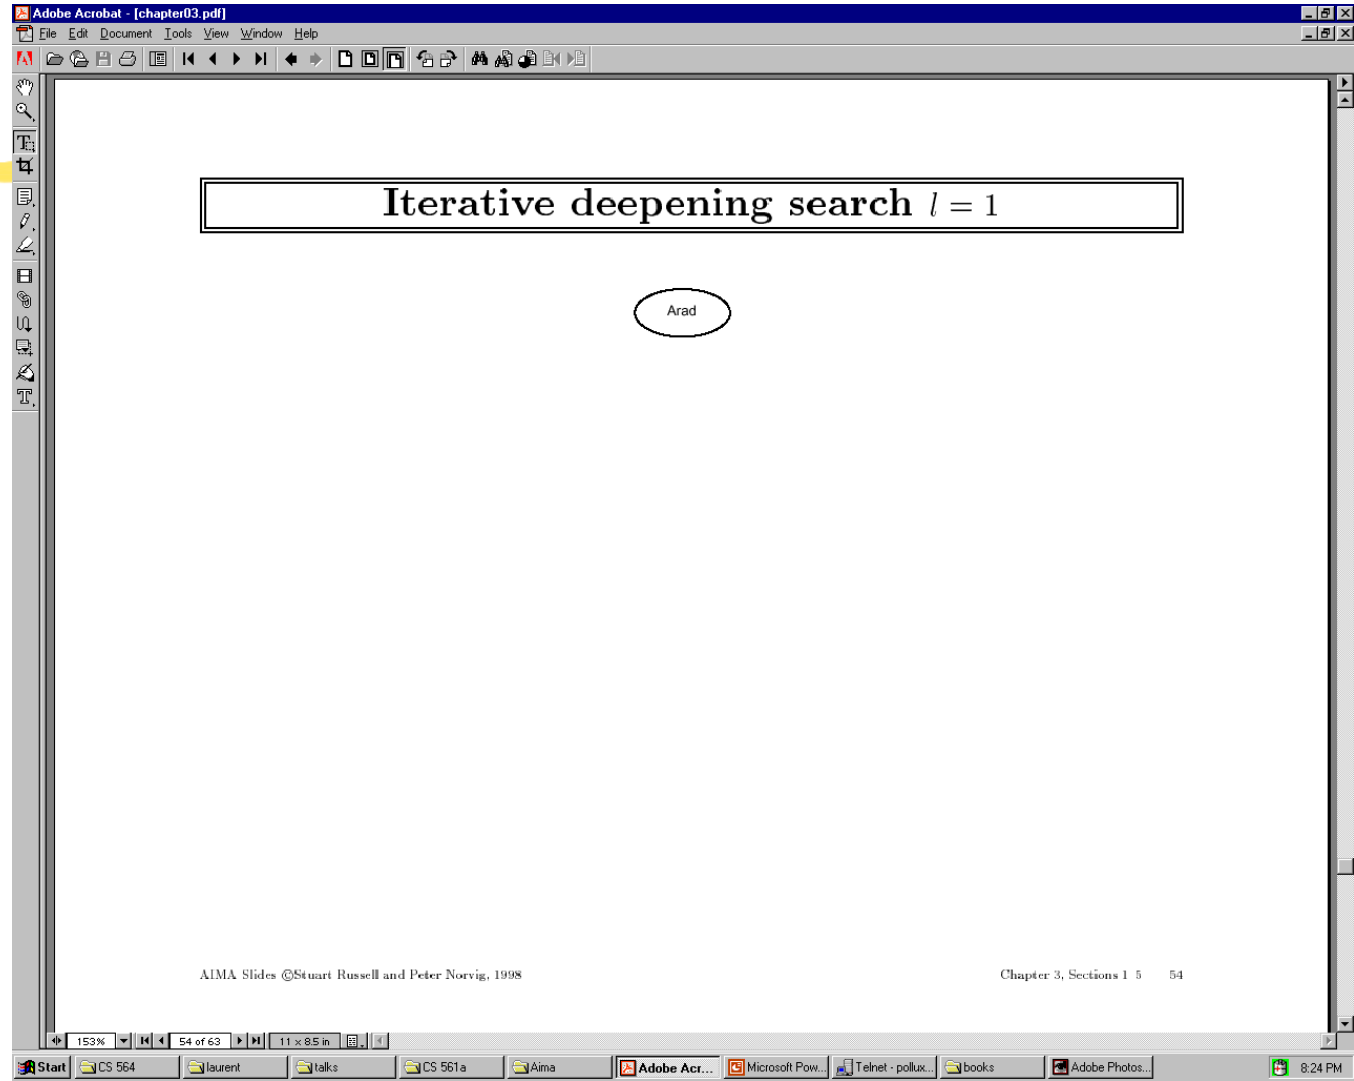 Adobe Acrobat - [chapter03.pdf]
File Edit Document Tools View Window Help
Iterative deepening search l = 1
Arad
AIMA Slides ©Stuart Russell and Peter Norvig, 1998 Chapter 3, Sections 1 5 54
153% 54 of 63 11 x 8.5 in
Start CS 564 laurent talks CS 561a Aima Adobe Acr... Microsoft Pow... Telnet - pollux... books Adobe Photos... 8:24 PM